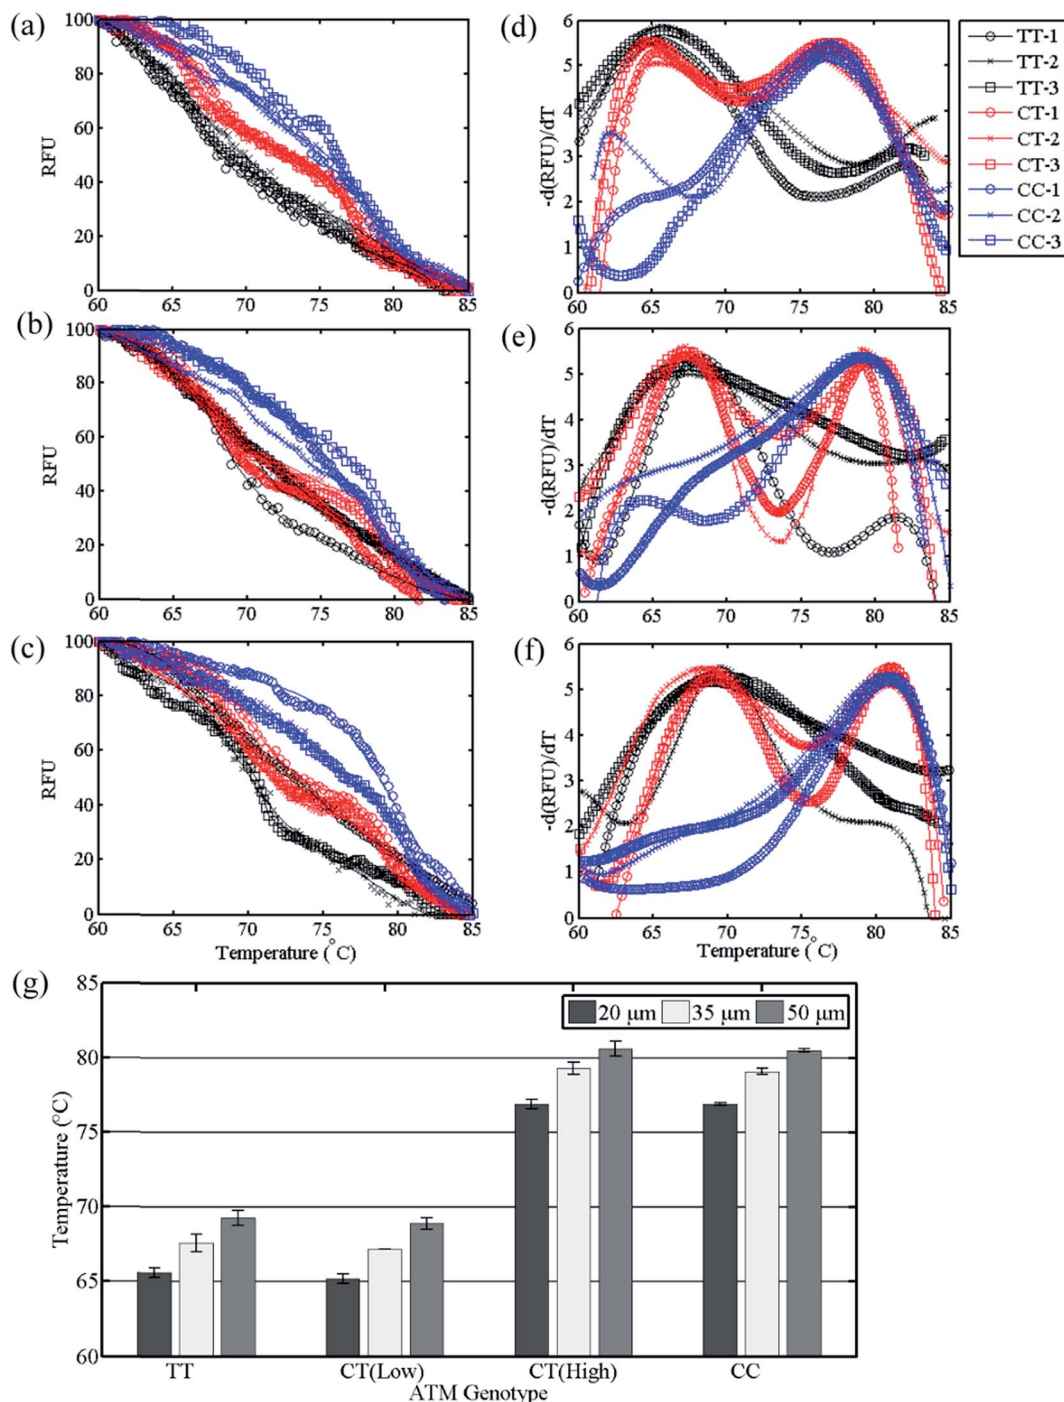 (a)
RFU
100
80
60
40
20
0
60 65 70 75 80 85
(d)
-d(RFU)/dT
6
5
4
3
2
1
0
60 65 70 75 80 85
TT-1
TT-2
TT-3
CT-1
CT-2
CT-3
CC-1
CC-2
CC-3
(b)
RFU
100
80
60
40
20
0
60 65 70 75 80 85
(e)
-d(RFU)/dT
6
5
4
3
2
1
0
60 65 70 75 80 85
(c)
RFU
100
80
60
40
20
0
60 65 70 75 80 85
Temperature (°C)
(f)
-d(RFU)/dT
6
5
4
3
2
1
0
60 65 70 75 80 85
Temperature (°C)
(g)
Temperature (°C)
85
80
75
70
65
60
20 μm 35 μm 50 μm
TT CT(Low) CT(High) CC
ATM Genotype